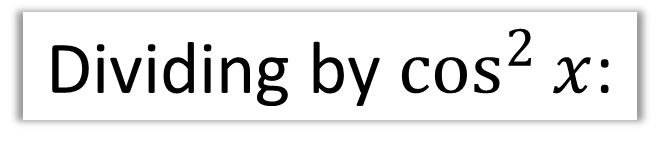 Dividing by cos² x: